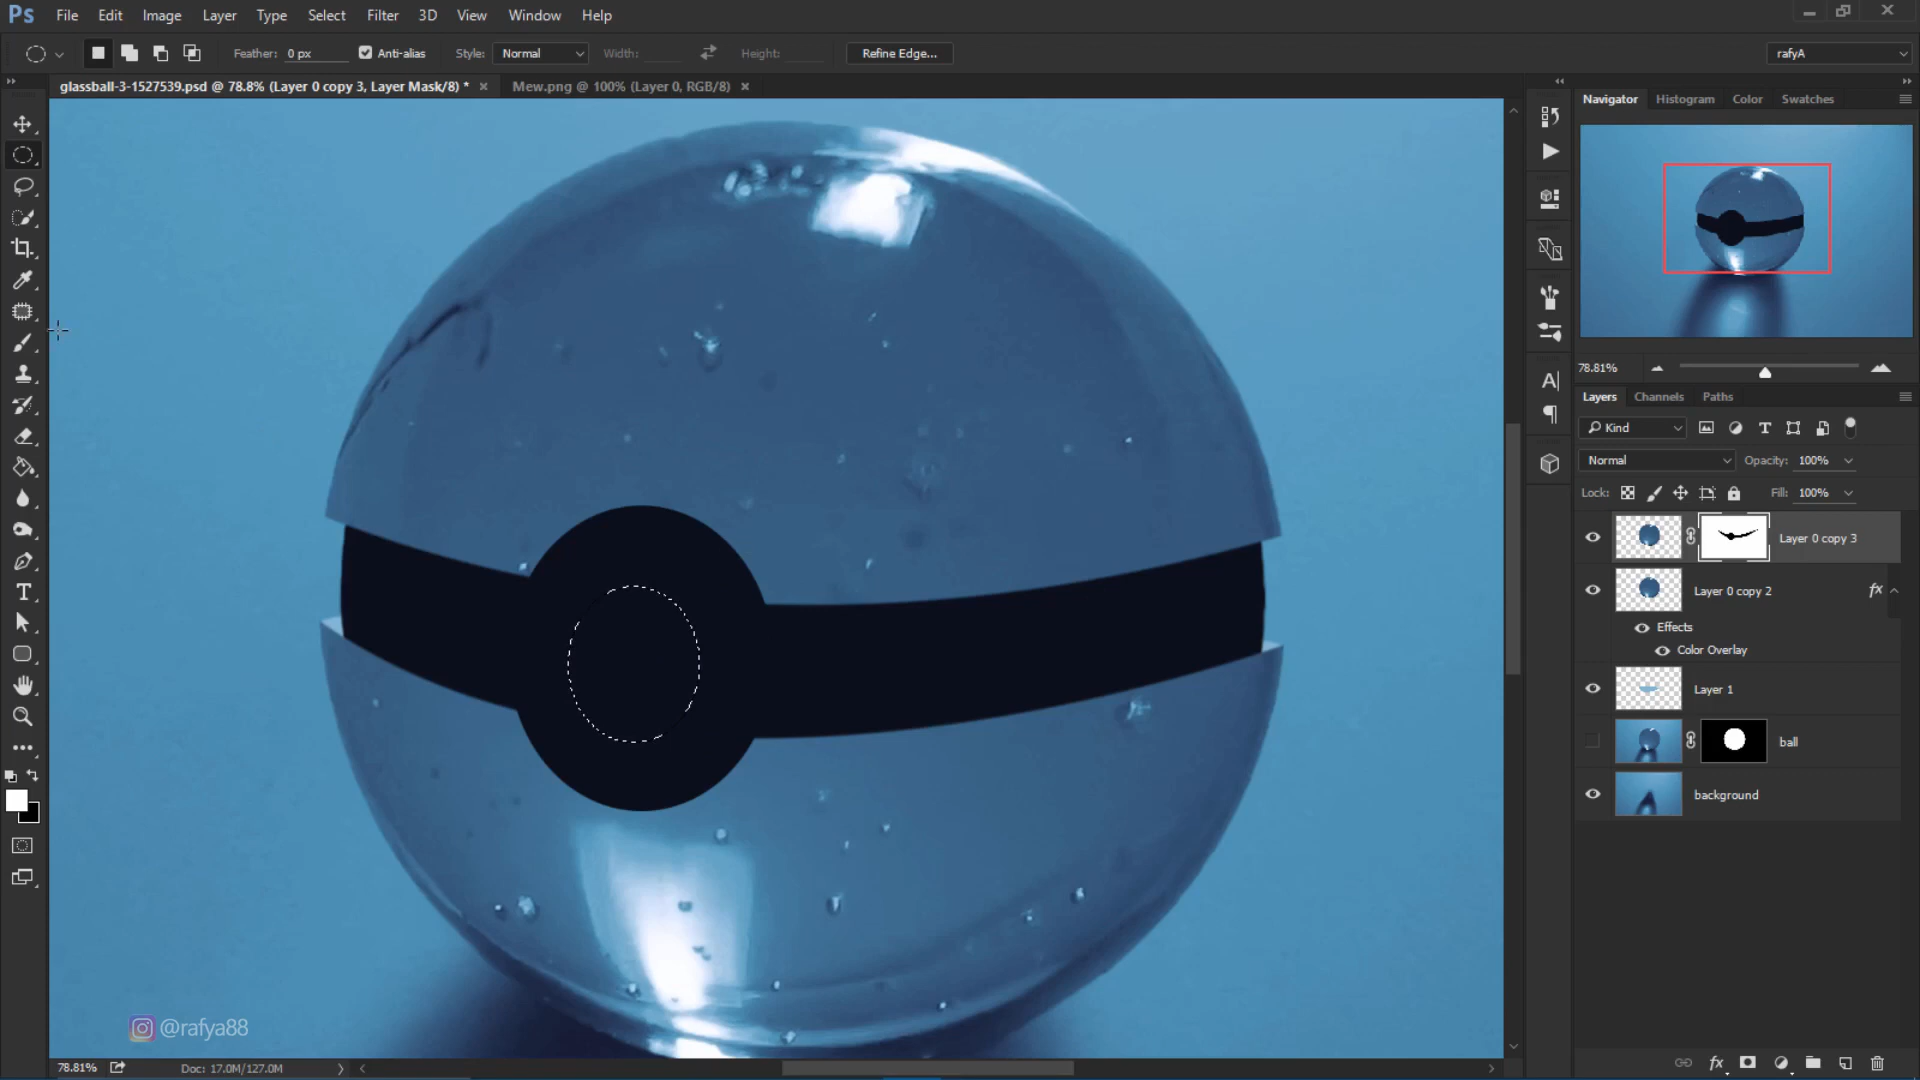 Ps File Edit Image Layer Type Select Filter 3D View Window Help
Feather: 0 px Anti-alias Style: Normal Width: Height: Refine Edge... rafyA
glassball-3-1527539.psd @ 78.8% (Layer 0 copy 3, Layer Mask/8) * × Mew.png @ 100% (Layer 0, RGB/8) ×
Navigator Histogram Color Swatches
78.81%
Layers Channels Paths
Kind
Normal Opacity: 100%
Lock: Fill: 100%
Layer 0 copy 3
Layer 0 copy 2 fx
Effects
Color Overlay
Layer 1
ball
background
@rafya88
78.81% Doc: 17.0M/127.0M